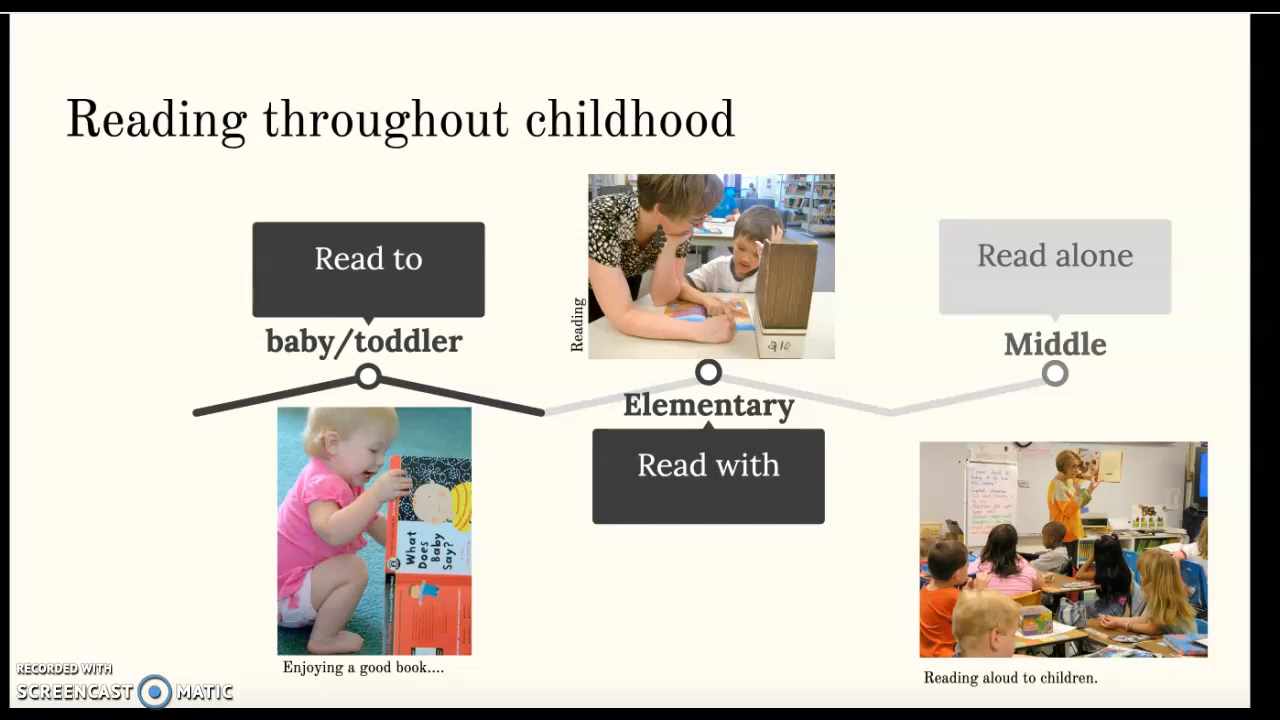 Reading throughout childhood
Read to
baby/toddler
Reading
Elementary
Read with
Read alone
Middle
What
Does
Baby
Say?
Enjoying a good book....
Reading aloud to children.
RECORDED WITH
SCREENCAST MATIC